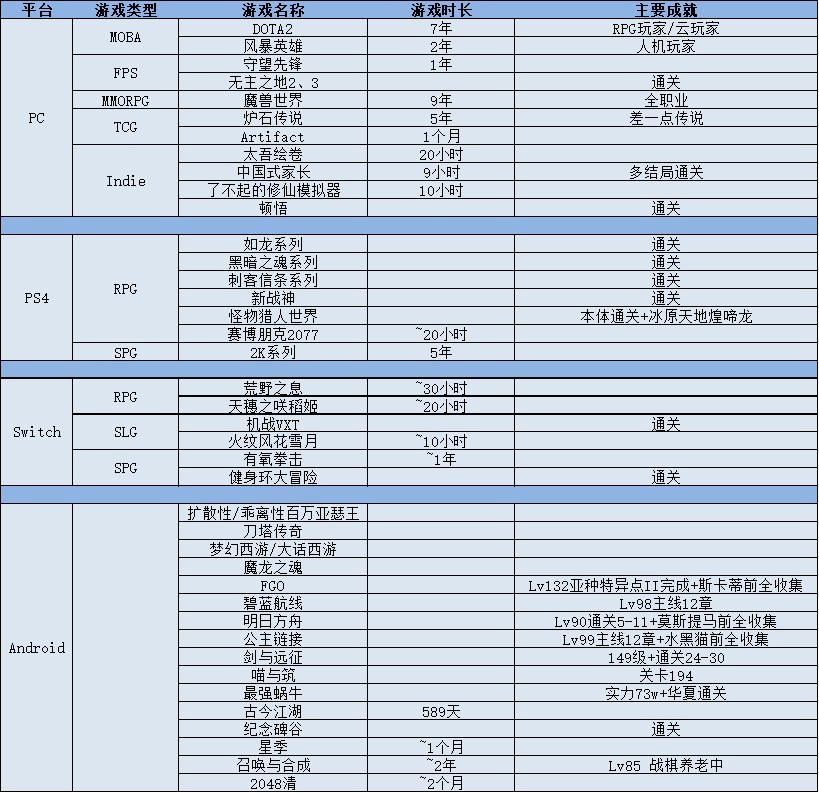 平台 游戏类型 游戏名称 游戏时长 主要成就
PC MOBA DOTA2 7年 RPG玩家/云玩家
风暴英雄 2年 人机玩家
FPS 守望先锋 1年
无主之地2、3 通关
MMORPG 魔兽世界 9年 全职业
TCG 炉石传说 5年 差一点传说
Artifact 1个月
Indie 太吾绘卷 20小时
中国式家长 9小时 多结局通关
了不起的修仙模拟器 10小时
顿悟 通关
PS4 RPG 如龙系列 通关
黑暗之魂系列 通关
刺客信条系列 通关
新战神 通关
怪物猎人世界 本体通关+冰原天地煌啼龙
赛博朋克2077 ~20小时
SPG 2K系列 5年
Switch RPG 荒野之息 ~30小时
天穗之咲稻姬 ~20小时
SLG 机战VXT 通关
火纹风花雪月 ~10小时
SPG 有氧拳击 ~1年
健身环大冒险 通关
Android 扩散性/乖离性百万亚瑟王
刀塔传奇
梦幻西游/大话西游
魔龙之魂
FGO Lv132亚种特异点II完成+斯卡蒂前全收集
碧蓝航线 Lv98主线12章
明日方舟 Lv90通关5-11+莫斯提马前全收集
公主链接 Lv99主线12章+水黑猫前全收集
剑与远征 149级+通关24-30
喵与筑 关卡194
最强蜗牛 实力73w+华夏通关
古今江湖 589天
纪念碑谷 通关
星季 ~1个月
召唤与合成 ~2年 Lv85 战棋养老中
2048清 ~2个月